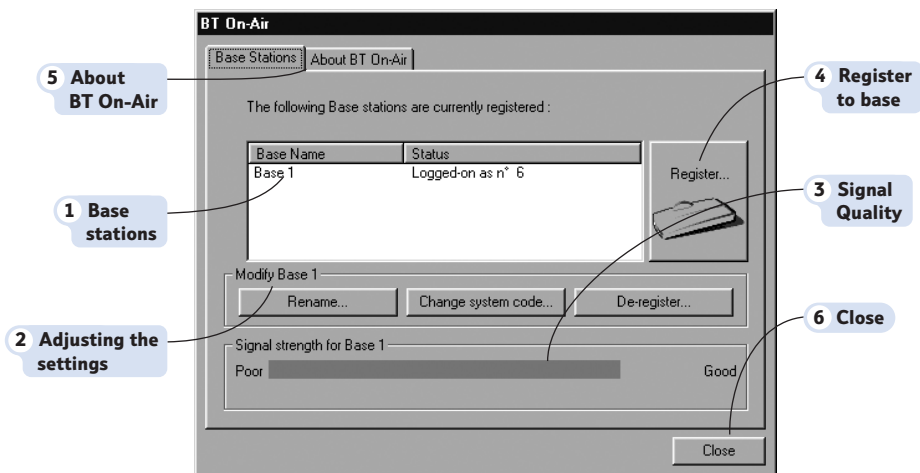 BT On-Air
Base Stations
About BT On-Air
The following Base stations are currently registered :
Base Name Status
Base 1 Logged-on as n° 6
Register...
Modify Base 1
Rename... Change system code... De-register...
Signal strength for Base 1
Poor Good
Close
5 About
BT On-Air
1 Base
stations
2 Adjusting the
settings
4 Register
to base
3 Signal
Quality
6 Close